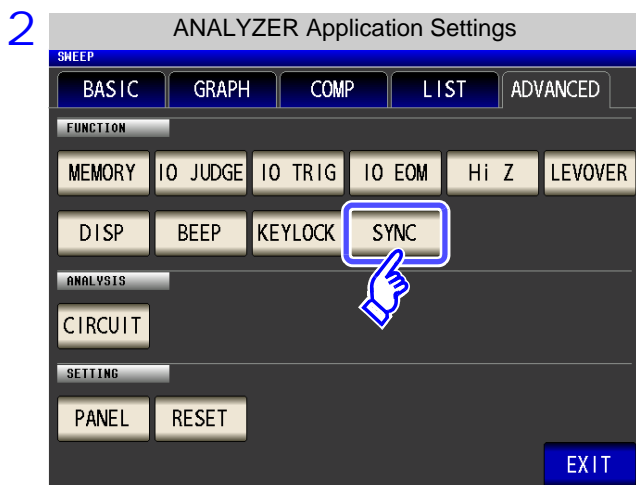 2
ANALYZER Application Settings
SWEEP
BASIC GRAPH COMP LIST ADVANCED
FUNCTION
MEMORY IO JUDGE IO TRIG IO EOM Hi Z LEVOVER
DISP BEEP KEYLOCK SYNC
ANALYSIS
CIRCUIT
SETTING
PANEL RESET
EXIT